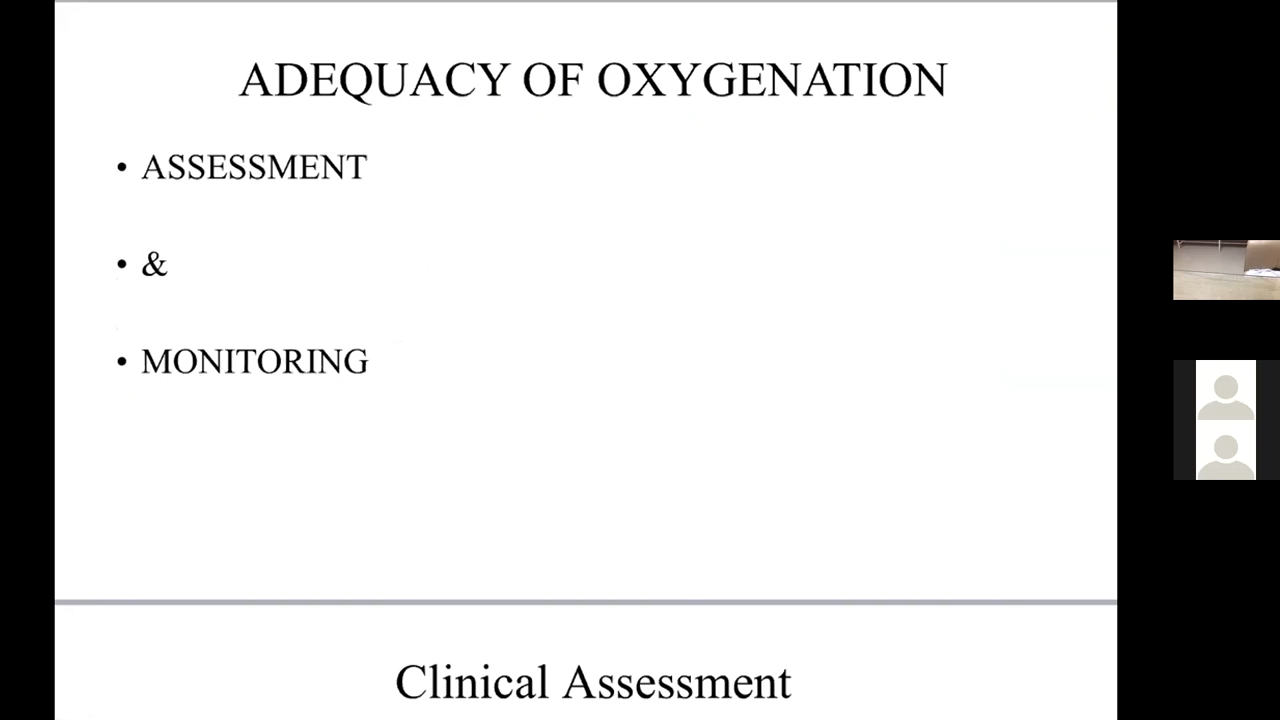 ADEQUACY OF OXYGENATION
• ASSESSMENT
• &
• MONITORING
Clinical Assessment